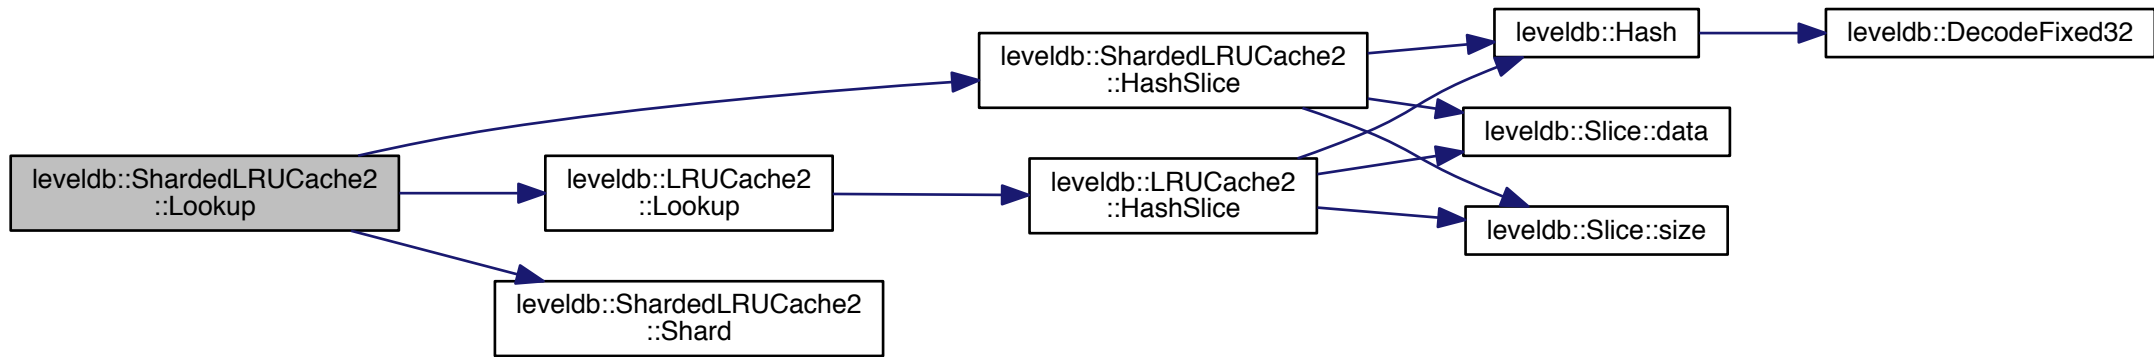 leveldb::ShardedLRUCache2
::Lookup
leveldb::LRUCache2
::Lookup
leveldb::ShardedLRUCache2
::Shard
leveldb::ShardedLRUCache2
::HashSlice
leveldb::LRUCache2
::HashSlice
leveldb::Hash
leveldb::Slice::data
leveldb::Slice::size
leveldb::DecodeFixed32